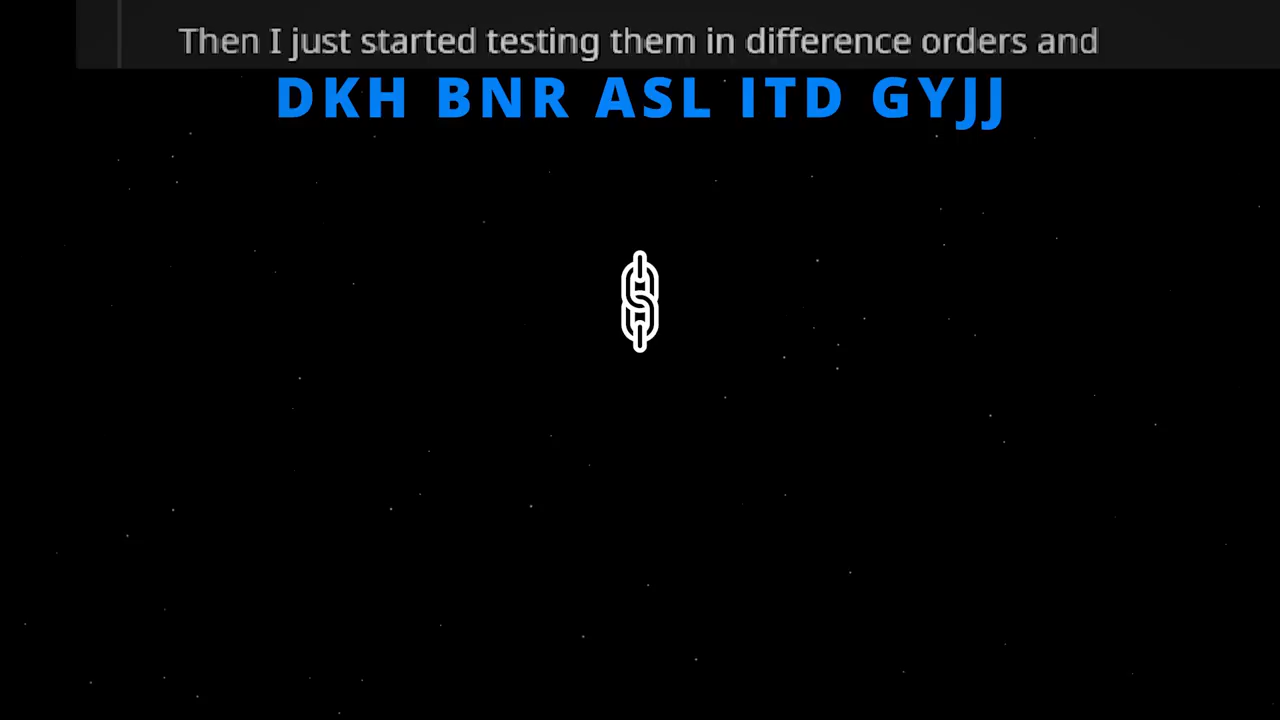 Then I just started testing them in difference orders and
DKH BNR ASL ITD GYJJ